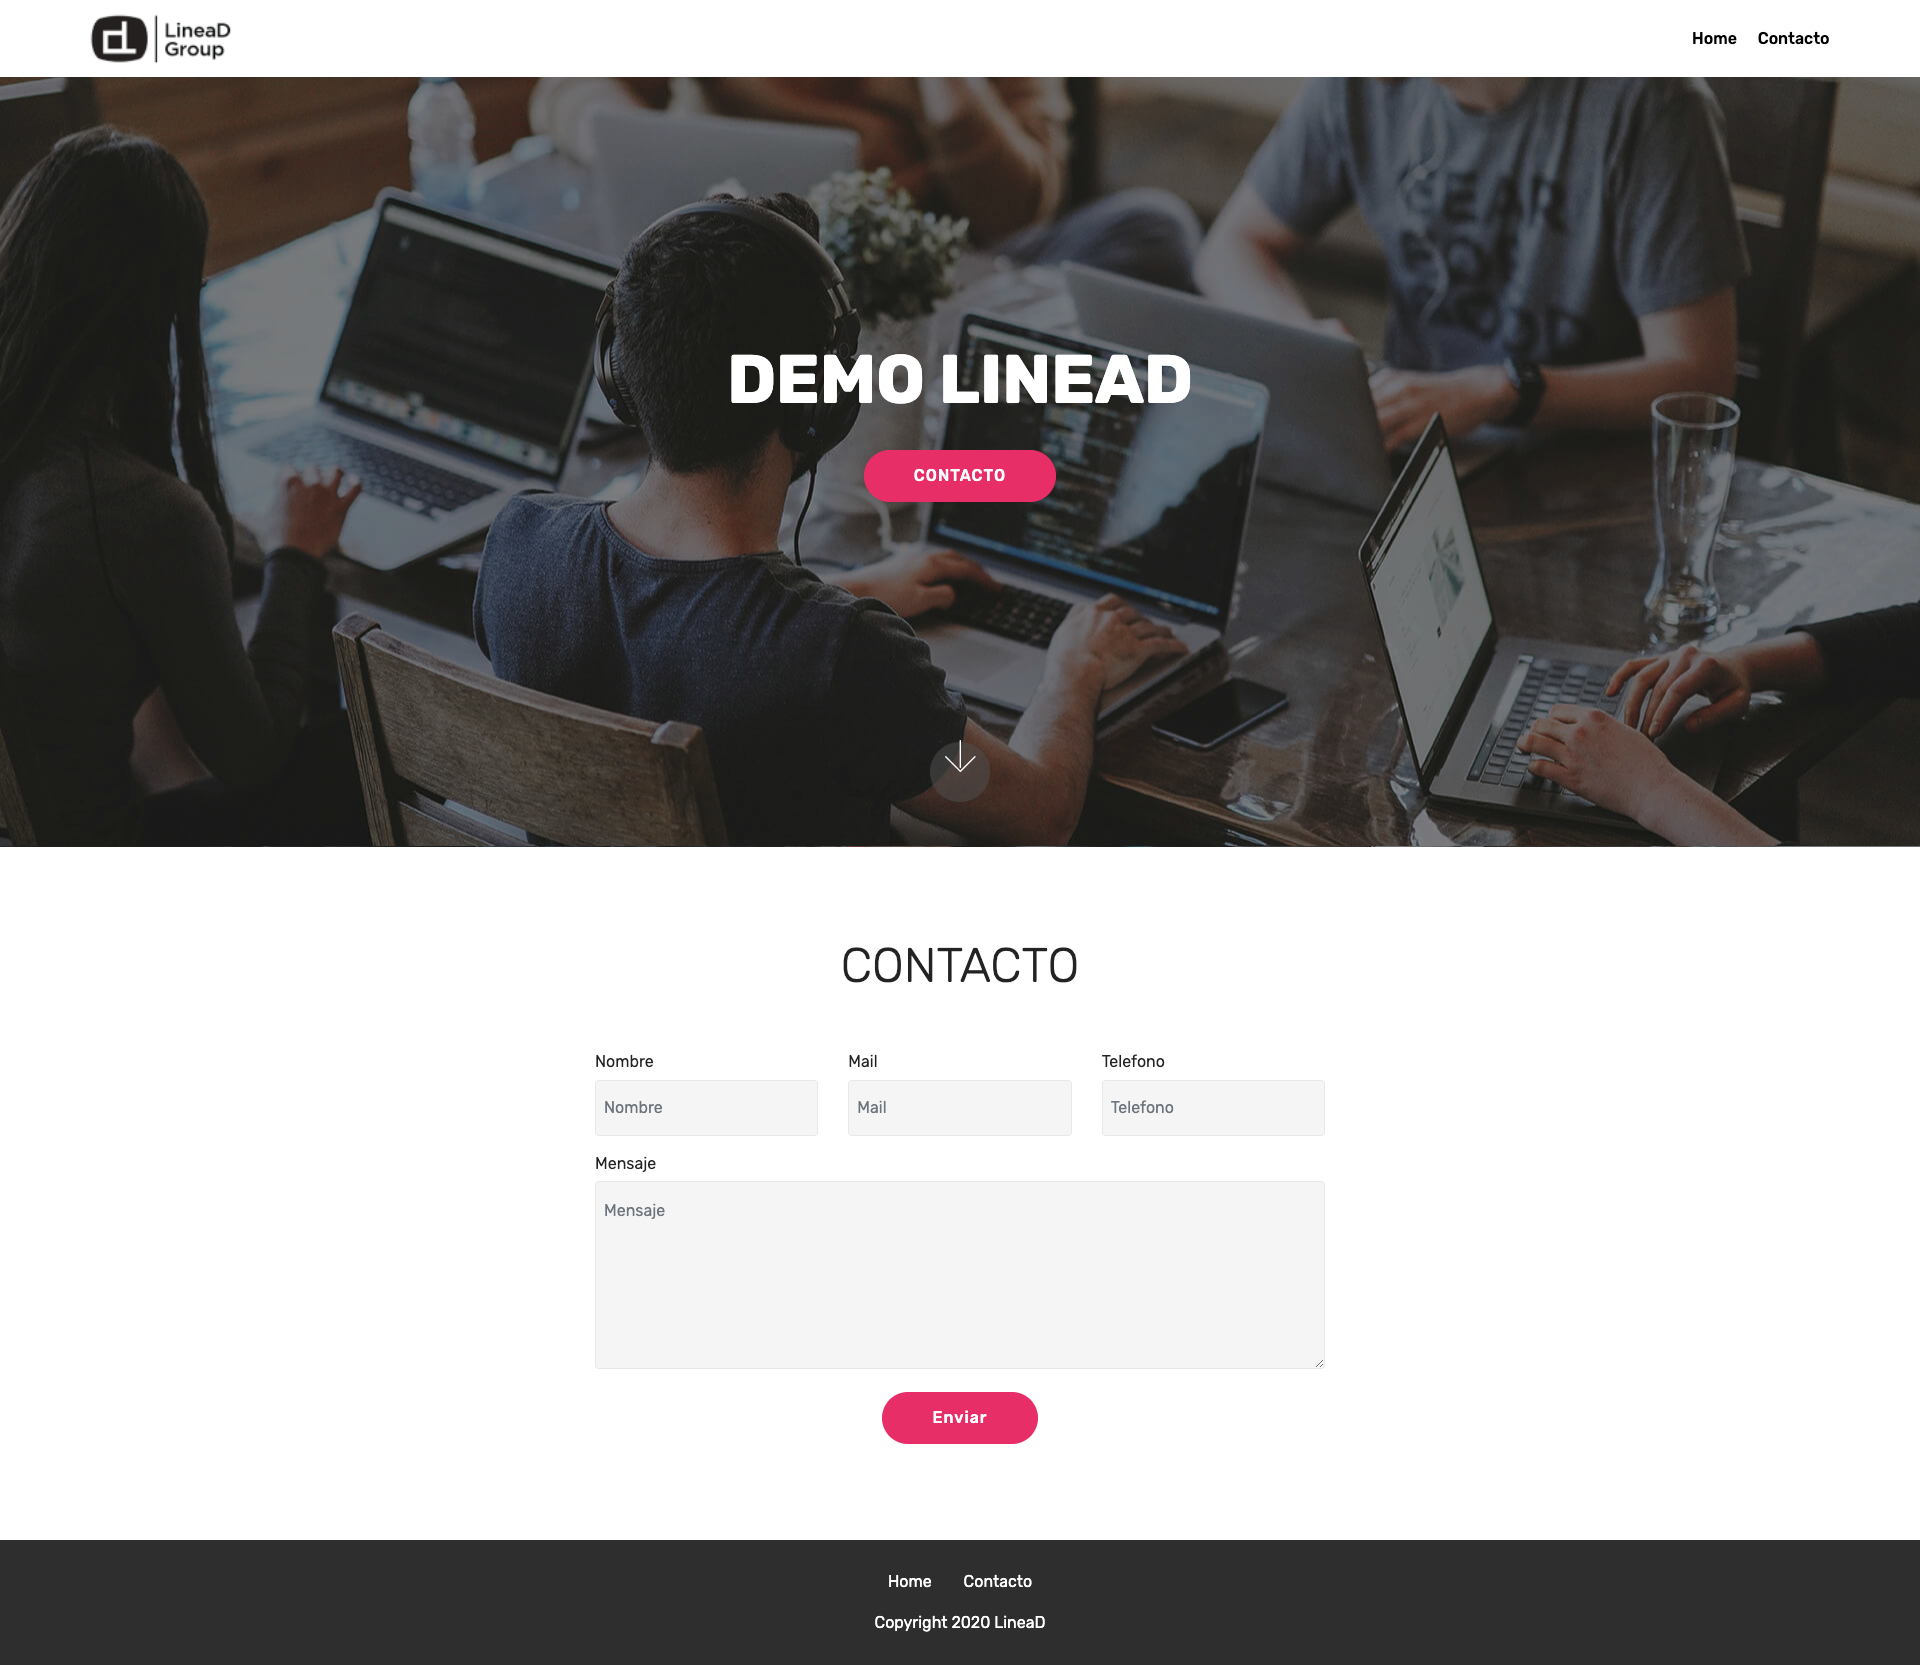 LineaD
Group
Home Contacto
DEMO LINEAD
CONTACTO
CONTACTO
Nombre Mail Telefono
Nombre Mail Telefono
Mensaje
Mensaje
Enviar
Home Contacto
Copyright 2020 LineaD